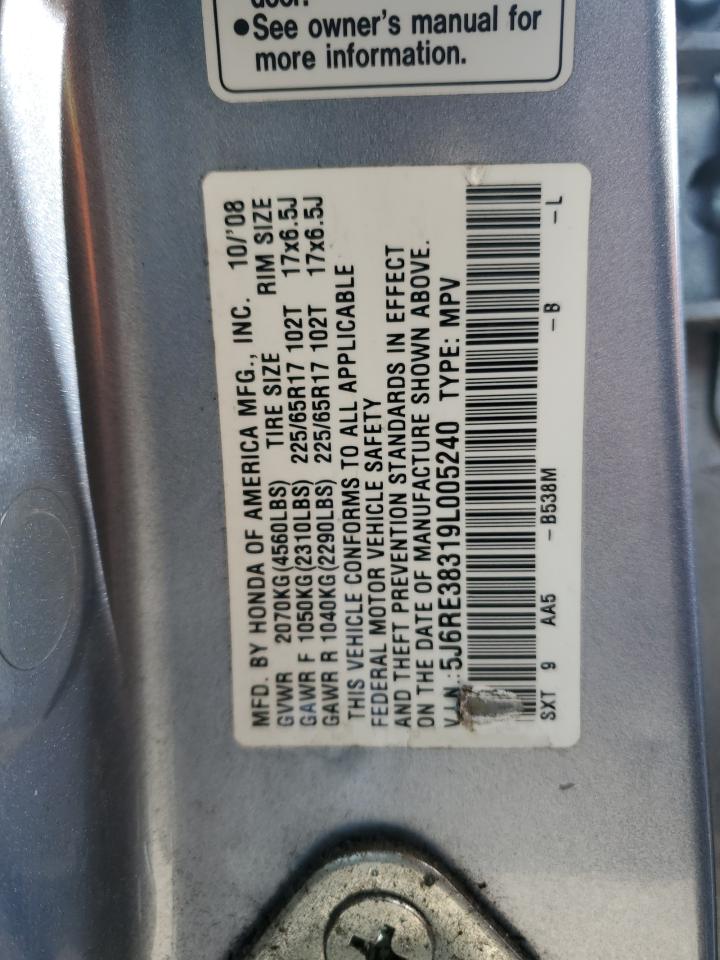 door.
●See owner's manual for
more information.
MFD. BY HONDA OF AMERICA MFG., INC. 10/'08
GVWR 2070KG(4560LBS) TIRE SIZE RIM SIZE
GAWR F 1050KG(2310LBS) 225/65R17 102T 17x6.5J
GAWR R 1040KG(2290LBS) 225/65R17 102T 17x6.5J
THIS VEHICLE CONFORMS TO ALL APPLICABLE
FEDERAL MOTOR VEHICLE SAFETY
AND THEFT PREVENTION STANDARDS IN EFFECT
ON THE DATE OF MANUFACTURE SHOWN ABOVE.
V.I.N.:5J6RE38319L005240 TYPE: MPV
SXT 9 AA5 -B538M -B -L